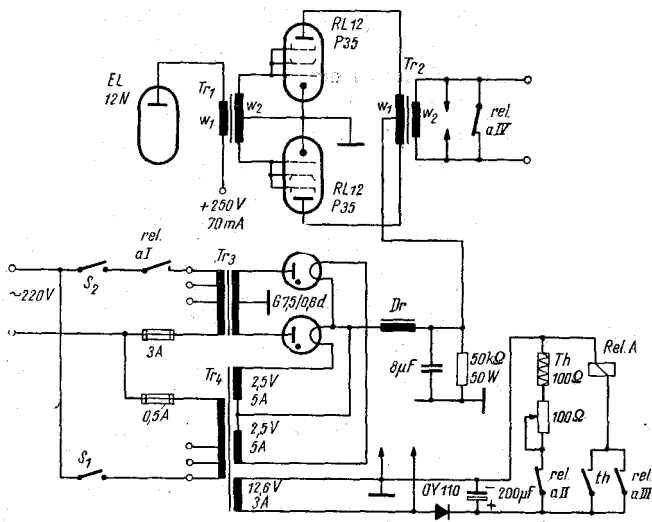 RL12
P35
EL
12N
Tr1
w1
w2
Tr2
w1
w2
rel.
aIV
RL12
P35
+250V
70mA
rel.
aI
S2
Tr3
G7,5/0,6d
~220V
3A
Dr
8µF
50kΩ
50W
Th
100Ω
Rel.A
100Ω
Tr4
2,5V
5A
0,5A
2,5V
5A
S1
12,6V
3A
OY110
−
200µF
+
rel.
aII
th
rel.
aIII